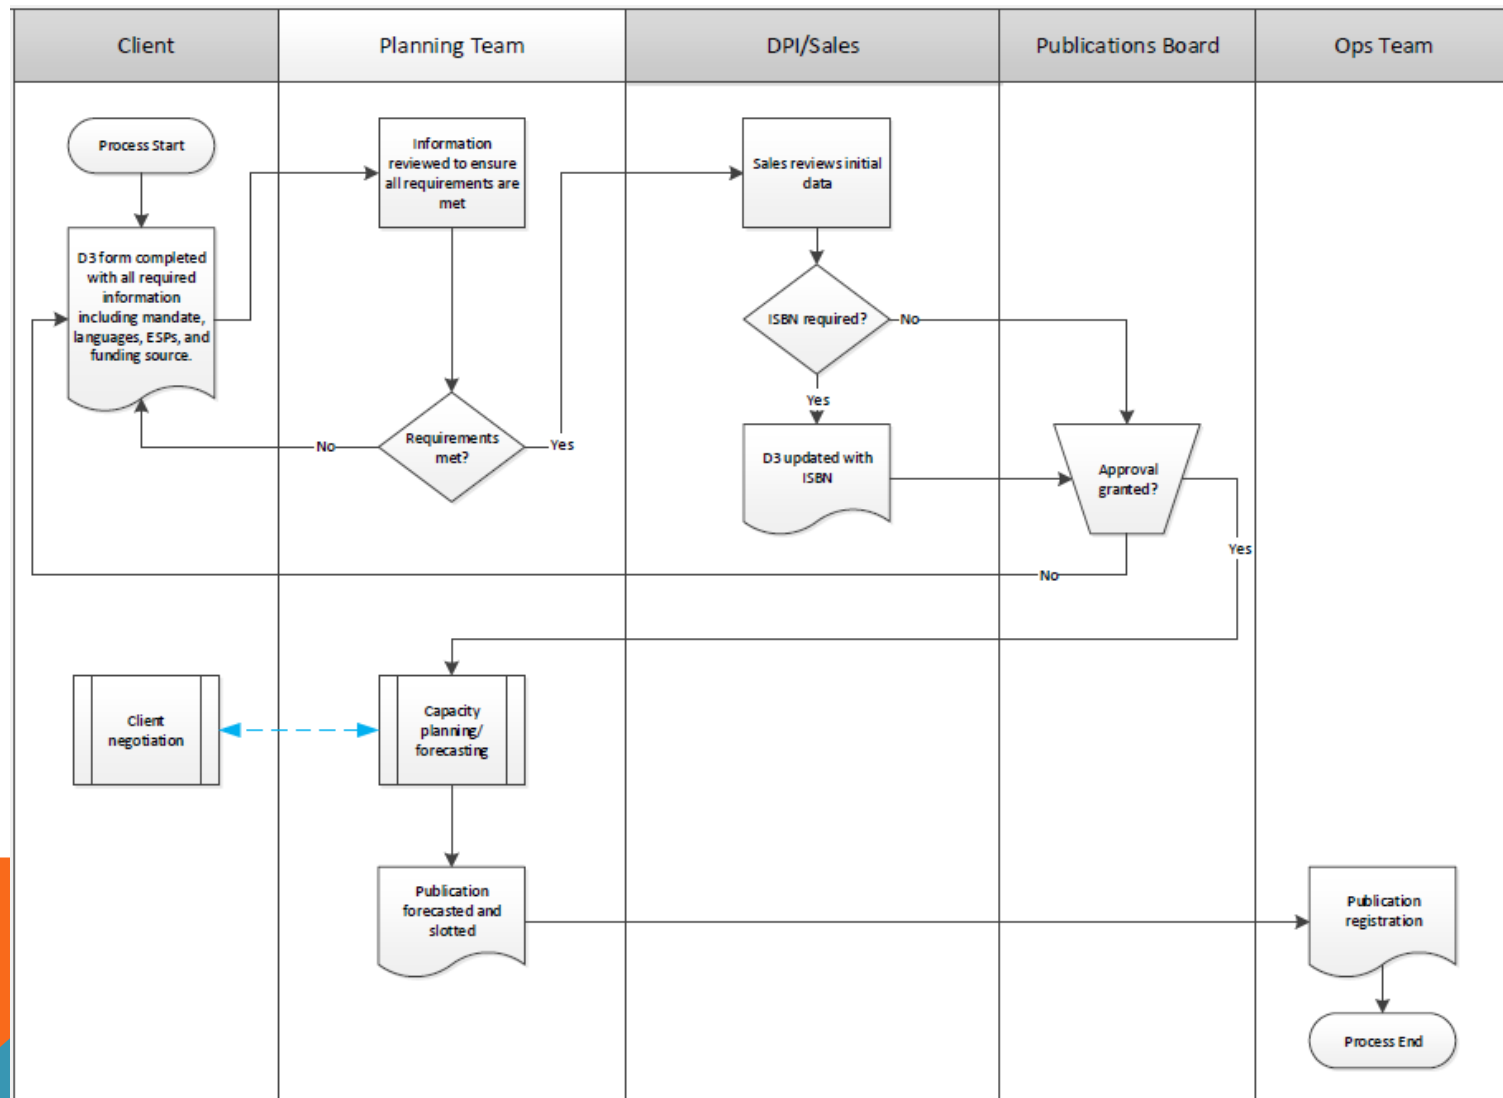 Client
Planning Team
DPI/Sales
Publications Board
Ops Team
Process Start
D3 form completed
with all required
information
including mandate,
languages, ESPs, and
funding source.
Information
reviewed to ensure
all requirements are
met
Requirements
met?
No
Yes
Sales reviews initial
data
ISBN required?
No
Yes
D3 updated with
ISBN
Approval
granted?
Yes
No
Client
negotiation
Capacity
planning/
forecasting
Publication
forecasted and
slotted
Publication
registration
Process End